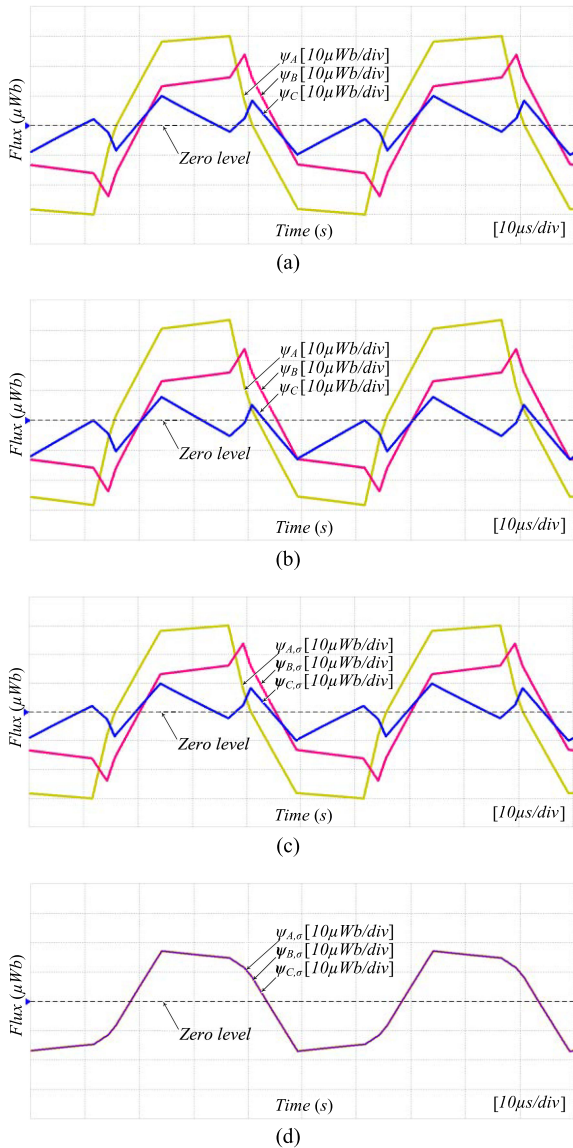 ψA [10μWb/div]
ψB [10μWb/div]
ψC [10μWb/div]
Flux (μWb)
Zero level
Time (s)
[10μs/div]
(a)
ψA [10μWb/div]
ψB [10μWb/div]
ψC [10μWb/div]
Flux (μWb)
Zero level
Time (s)
[10μs/div]
(b)
ψA,σ [10μWb/div]
ψB,σ [10μWb/div]
ψC,σ [10μWb/div]
Flux (μWb)
Zero level
Time (s)
[10μs/div]
(c)
ψA,σ [10μWb/div]
ψB,σ [10μWb/div]
ψC,σ [10μWb/div]
Flux (μWb)
Zero level
Time (s)
[10μs/div]
(d)